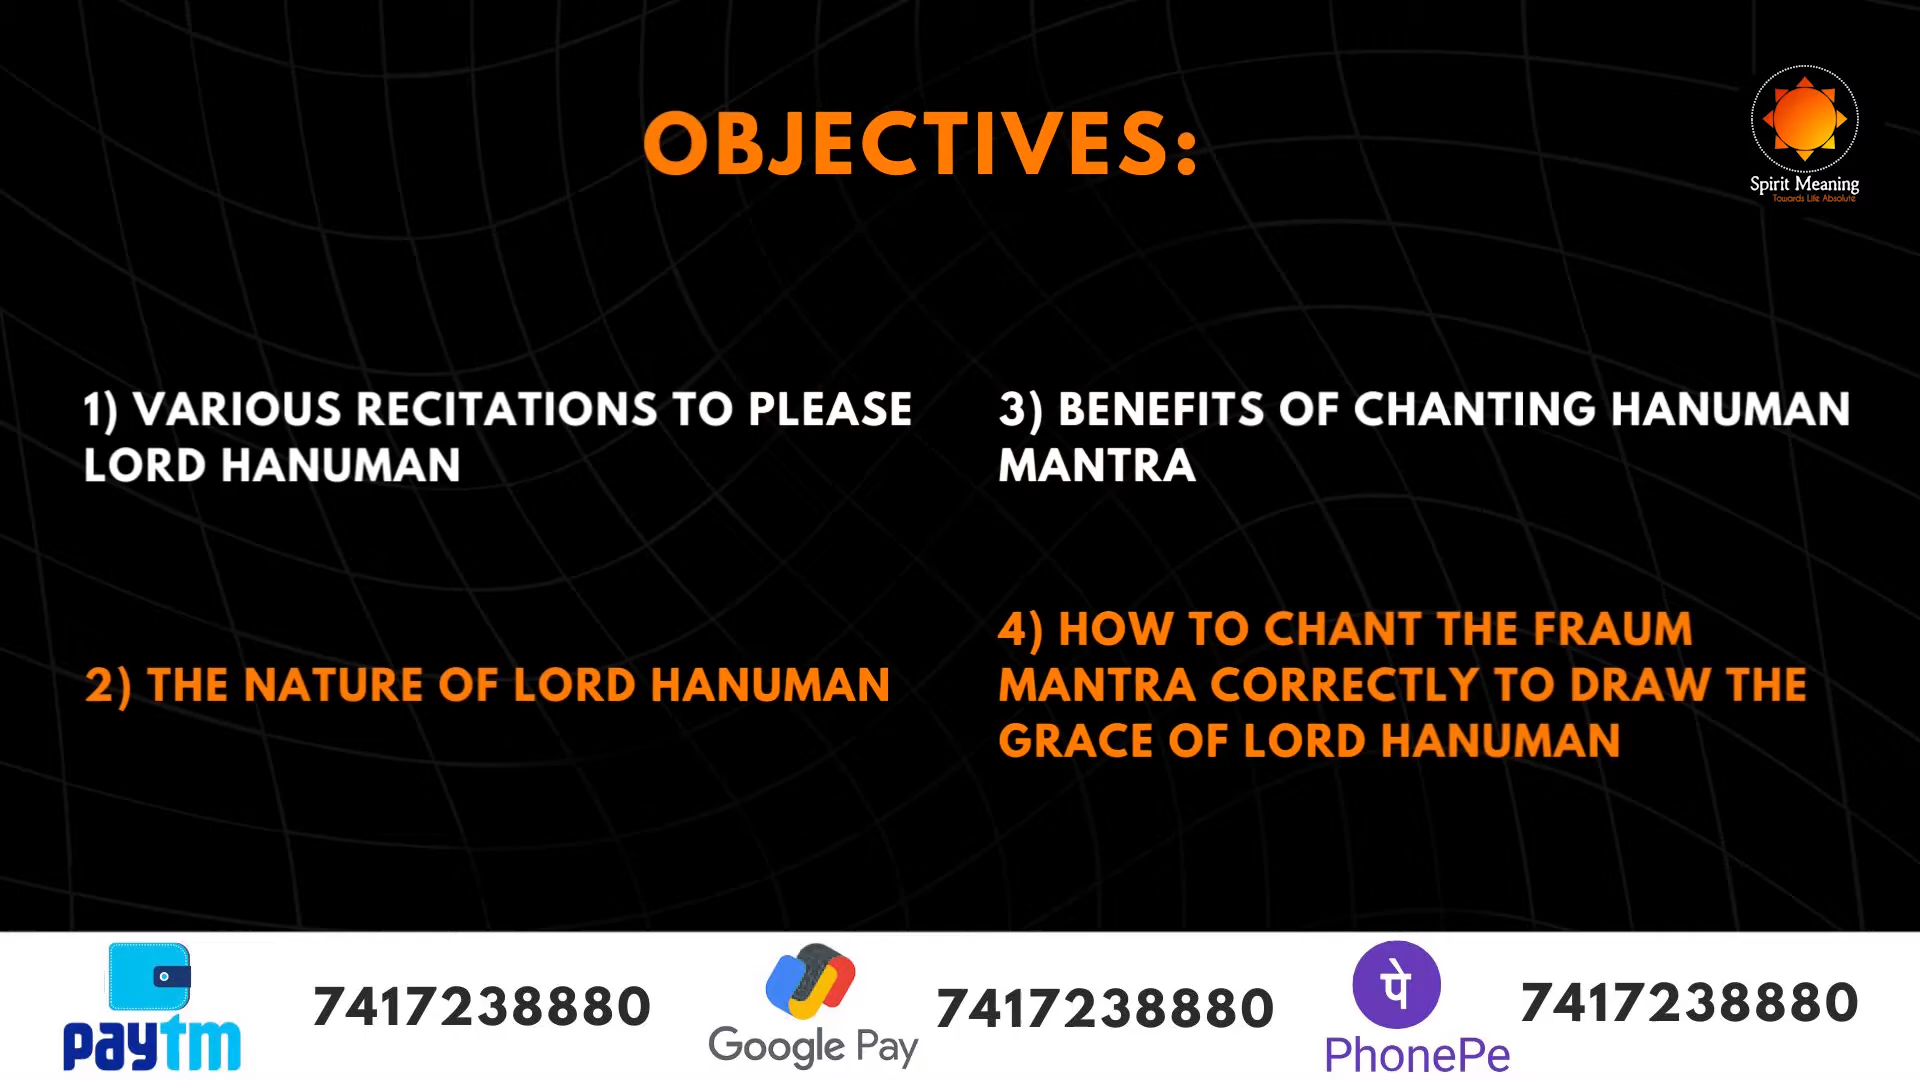 OBJECTIVES:
Spirit Meaning
Towards Life Absolute
1) VARIOUS RECITATIONS TO PLEASE
LORD HANUMAN
2) THE NATURE OF LORD HANUMAN
3) BENEFITS OF CHANTING HANUMAN
MANTRA
4) HOW TO CHANT THE FRAUM
MANTRA CORRECTLY TO DRAW THE
GRACE OF LORD HANUMAN
paytm
7417238880
Google Pay
7417238880
पे
PhonePe
7417238880